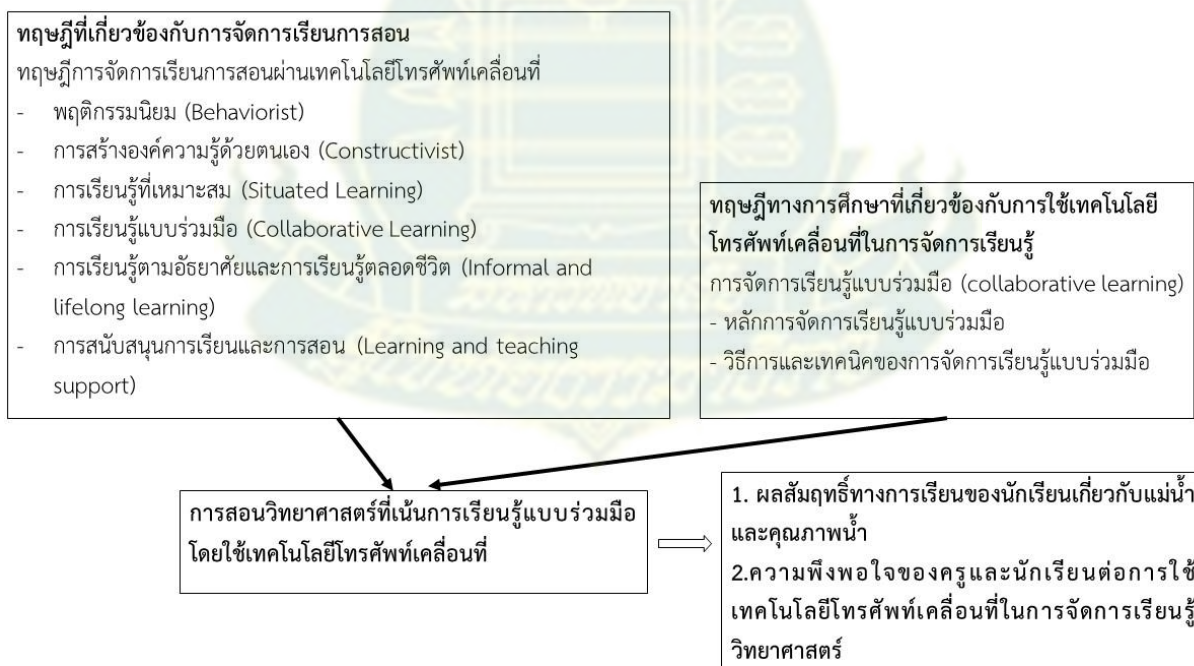 ทฤษฎีที่เกี่ยวข้องกับการจัดการเรียนการสอน
ทฤษฎีการจัดการเรียนการสอนผ่านเทคโนโลยีโทรศัพท์เคลื่อนที่
- พฤติกรรมนิยม (Behaviorist)
- การสร้างองค์ความรู้ด้วยตนเอง (Constructivist)
- การเรียนรู้ที่เหมาะสม (Situated Learning)
- การเรียนรู้แบบร่วมมือ (Collaborative Learning)
- การเรียนรู้ตามอัธยาศัยและการเรียนรู้ตลอดชีวิต (Informal and
lifelong learning)
- การสนับสนุนการเรียนและการสอน (Learning and teaching
support)
ทฤษฎีทางการศึกษาที่เกี่ยวข้องกับการใช้เทคโนโลยี
โทรศัพท์เคลื่อนที่ในการจัดการเรียนรู้
การจัดการเรียนรู้แบบร่วมมือ (collaborative learning)
- หลักการจัดการเรียนรู้แบบร่วมมือ
- วิธีการและเทคนิคของการจัดการเรียนรู้แบบร่วมมือ
การสอนวิทยาศาสตร์ที่เน้นการเรียนรู้แบบร่วมมือ
โดยใช้เทคโนโลยีโทรศัพท์เคลื่อนที่
1. ผลสัมฤทธิ์ทางการเรียนของนักเรียนเกี่ยวกับแม่น้ำ
และคุณภาพน้ำ
2.ความพึงพอใจของครูและนักเรียนต่อการใช้
เทคโนโลยีโทรศัพท์เคลื่อนที่ในการจัดการเรียนรู้
วิทยาศาสตร์